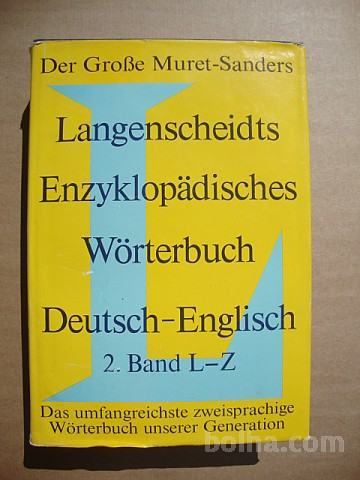 Der Große Muret-Sanders
Langenscheidts
Enzyklopädisches
Wörterbuch
Deutsch-Englisch
2. Band L-Z
Das umfangreichste zweisprachige
Wörterbuch unserer Generation
bolha.com